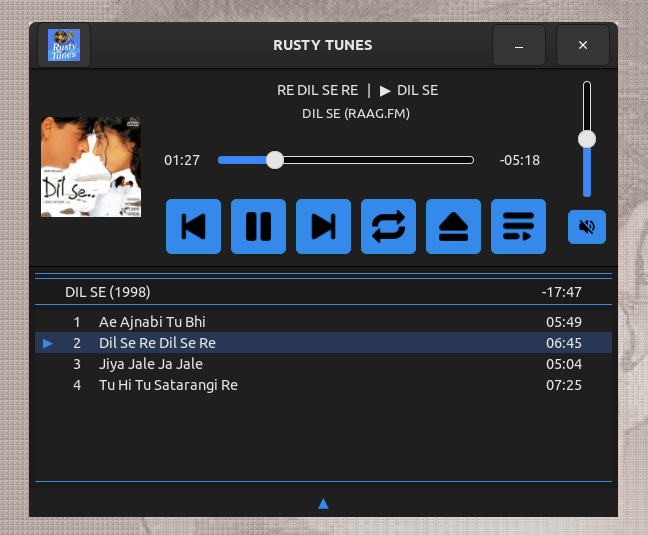 Rusty Tunes
RUSTY TUNES
RE DIL SE RE | ▶ DIL SE
DIL SE (RAAG.FM)
01:27 -05:18
Dil Se..
DIL SE (1998) -17:47
1 Ae Ajnabi Tu Bhi 05:49
▶ 2 Dil Se Re Dil Se Re 06:45
3 Jiya Jale Ja Jale 05:04
4 Tu Hi Tu Satarangi Re 07:25